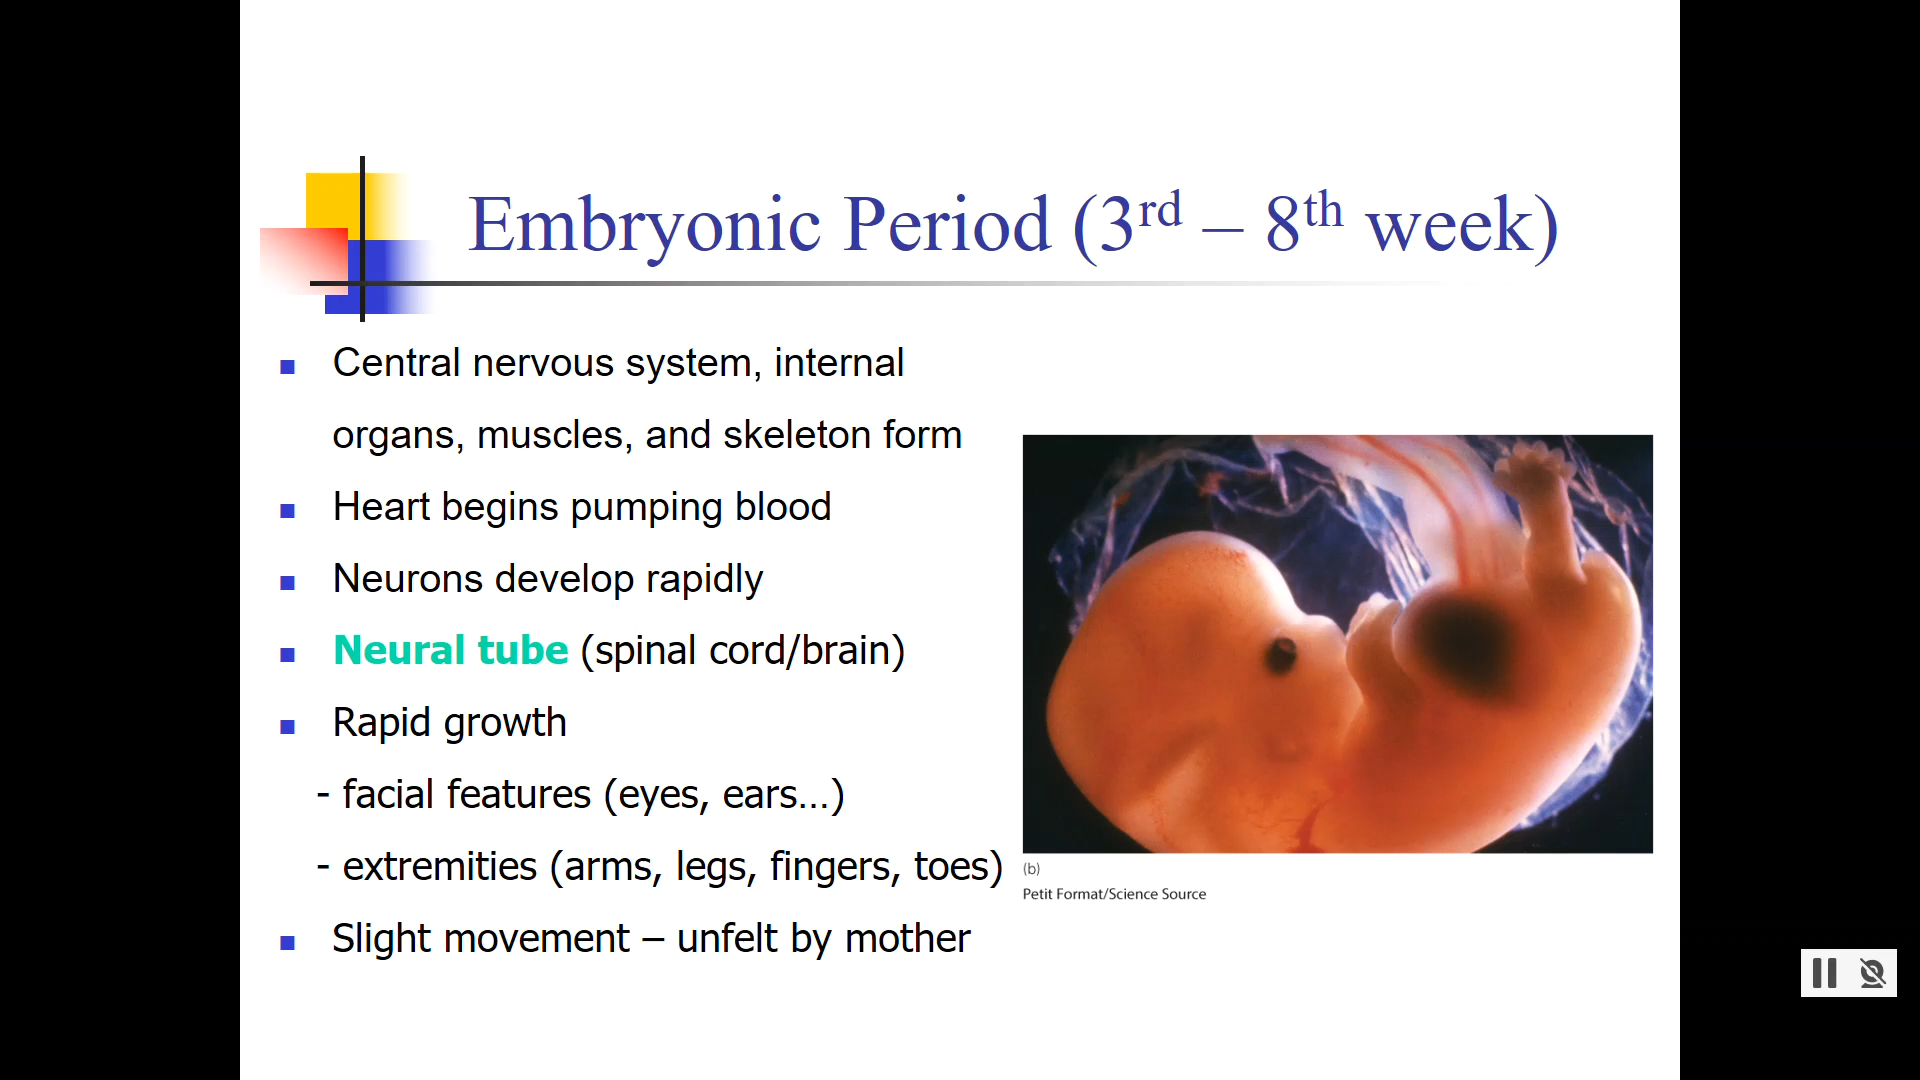 Embryonic Period (3rd – 8th week)
Central nervous system, internal
organs, muscles, and skeleton form
Heart begins pumping blood
Neurons develop rapidly
Neural tube (spinal cord/brain)
Rapid growth
- facial features (eyes, ears…)
- extremities (arms, legs, fingers, toes)
Slight movement – unfelt by mother
(b)
Petit Format/Science Source